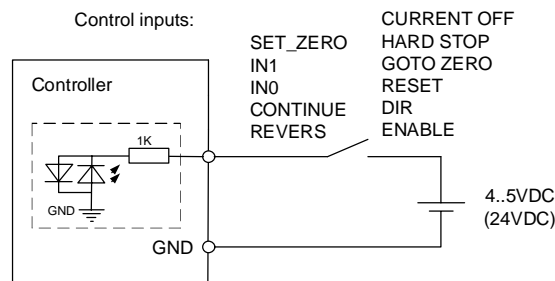 Control inputs:
CURRENT OFF
SET_ZERO
HARD STOP
IN1
GOTO ZERO
IN0
RESET
CONTINUE
DIR
REVERS
ENABLE
Controller
1K
GND
4..5VDC
(24VDC)
GND